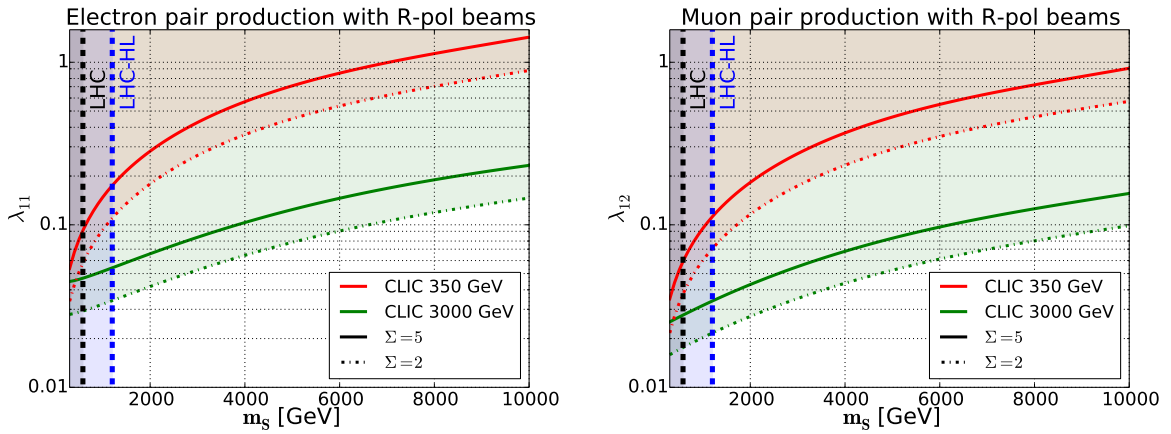 Electron pair production with R-pol beams
1
0.1
0.01
λ11
LHC
LHC-HL
CLIC 350 GeV
CLIC 3000 GeV
Σ=5
Σ=2
2000 4000 6000 8000 10000
mS [GeV]
Muon pair production with R-pol beams
1
0.1
0.01
λ12
LHC
LHC-HL
CLIC 350 GeV
CLIC 3000 GeV
Σ=5
Σ=2
2000 4000 6000 8000 10000
mS [GeV]